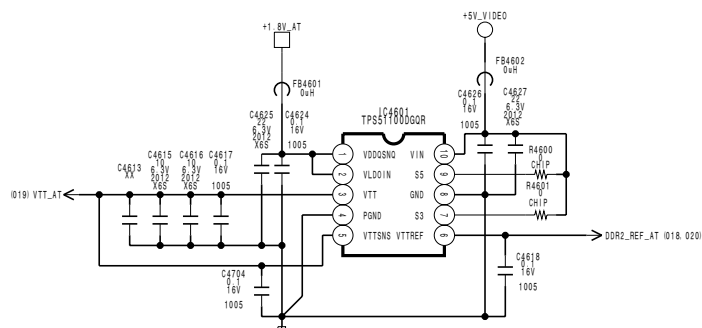 +1.8V_AT
+5V_VIDEO
FB4601
0uH
FB4602
0uH
C4625
22
6.3V
2012
X6S
C4624
0.1
16V
1005
IC4601
TPS51100DGQR
C4626
0.1
16V
1005
C4627
22
6.3V
2012
X6S
R4600
0
CHIP
R4601
0
CHIP
1 VDDQSNQ
VIN 10
2 VLDOIN
S5 9
3 VTT
GND 8
4 PGND
S3 7
5 VTTSNS
VTTREF 6
C4613
XX
C4615
10
6.3V
2012
X6S
C4616
10
6.3V
2012
X6S
C4617
0.1
16V
1005
(019) VTT_AT
DDR2_REF_AT (018,020)
C4704
0.1
16V
1005
C4618
0.1
16V
1005